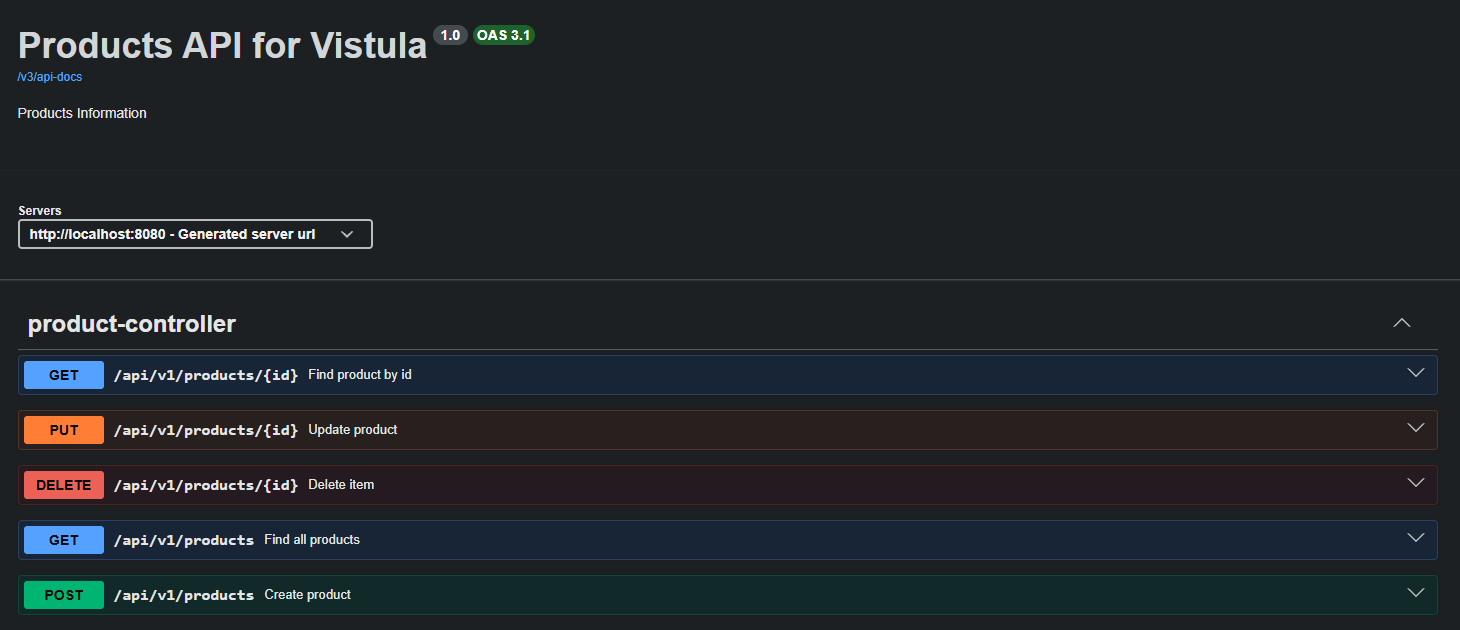 Products API for Vistula 1.0 OAS 3.1
/v3/api-docs
Products Information
Servers
http://localhost:8080 - Generated server url
product-controller
GET /api/v1/products/{id} Find product by id
PUT /api/v1/products/{id} Update product
DELETE /api/v1/products/{id} Delete item
GET /api/v1/products Find all products
POST /api/v1/products Create product